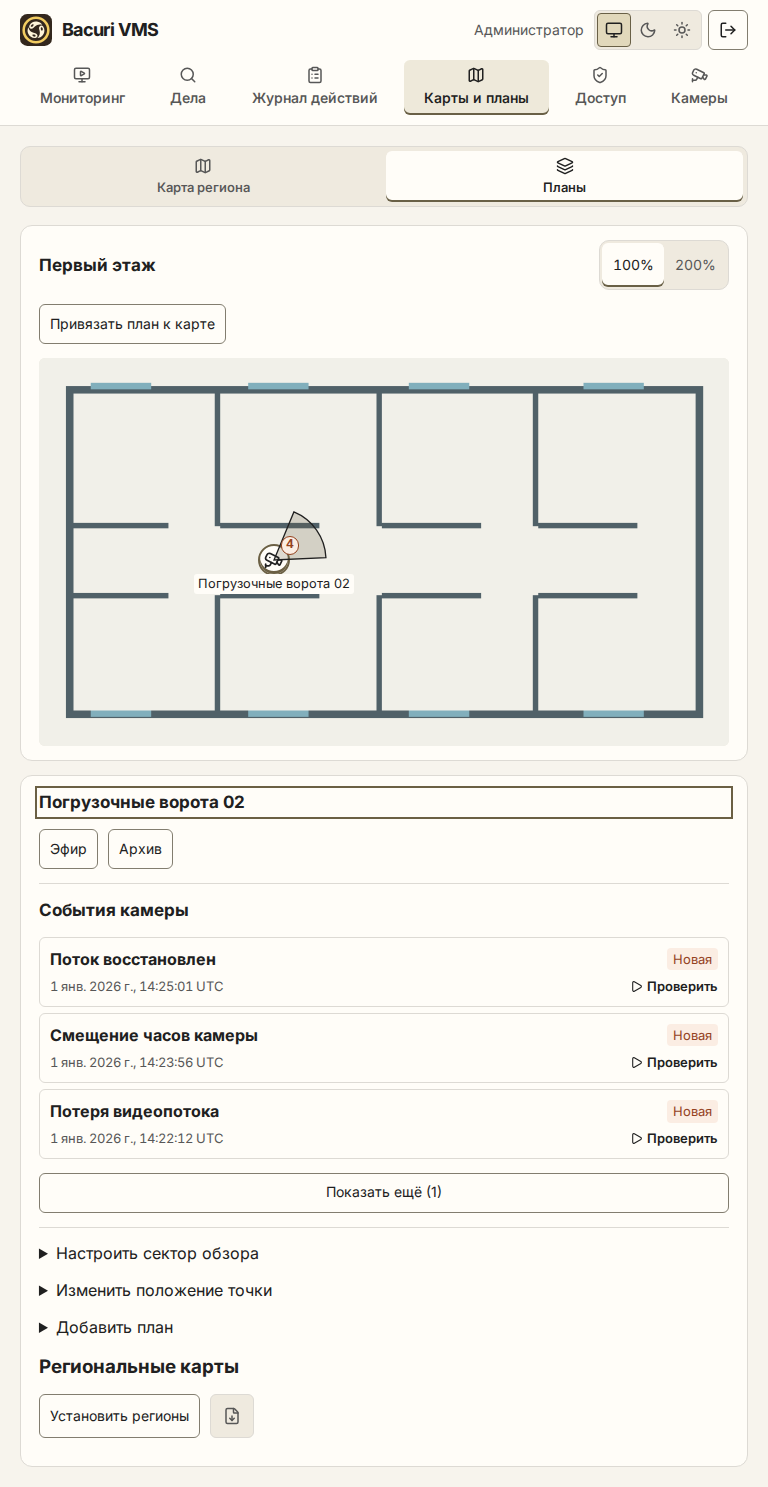 Bacuri VMS
Администратор
Мониторинг
Дела
Журнал действий
Карты и планы
Доступ
Камеры
Карта региона
Планы
Первый этаж
100%
200%
Привязать план к карте
4
Погрузочные ворота 02
Погрузочные ворота 02
Эфир
Архив
События камеры
Поток восстановлен
Новая
1 янв. 2026 г., 14:25:01 UTC
Проверить
Смещение часов камеры
Новая
1 янв. 2026 г., 14:23:56 UTC
Проверить
Потеря видеопотока
Новая
1 янв. 2026 г., 14:22:12 UTC
Проверить
Показать ещё (1)
Настроить сектор обзора
Изменить положение точки
Добавить план
Региональные карты
Установить регионы